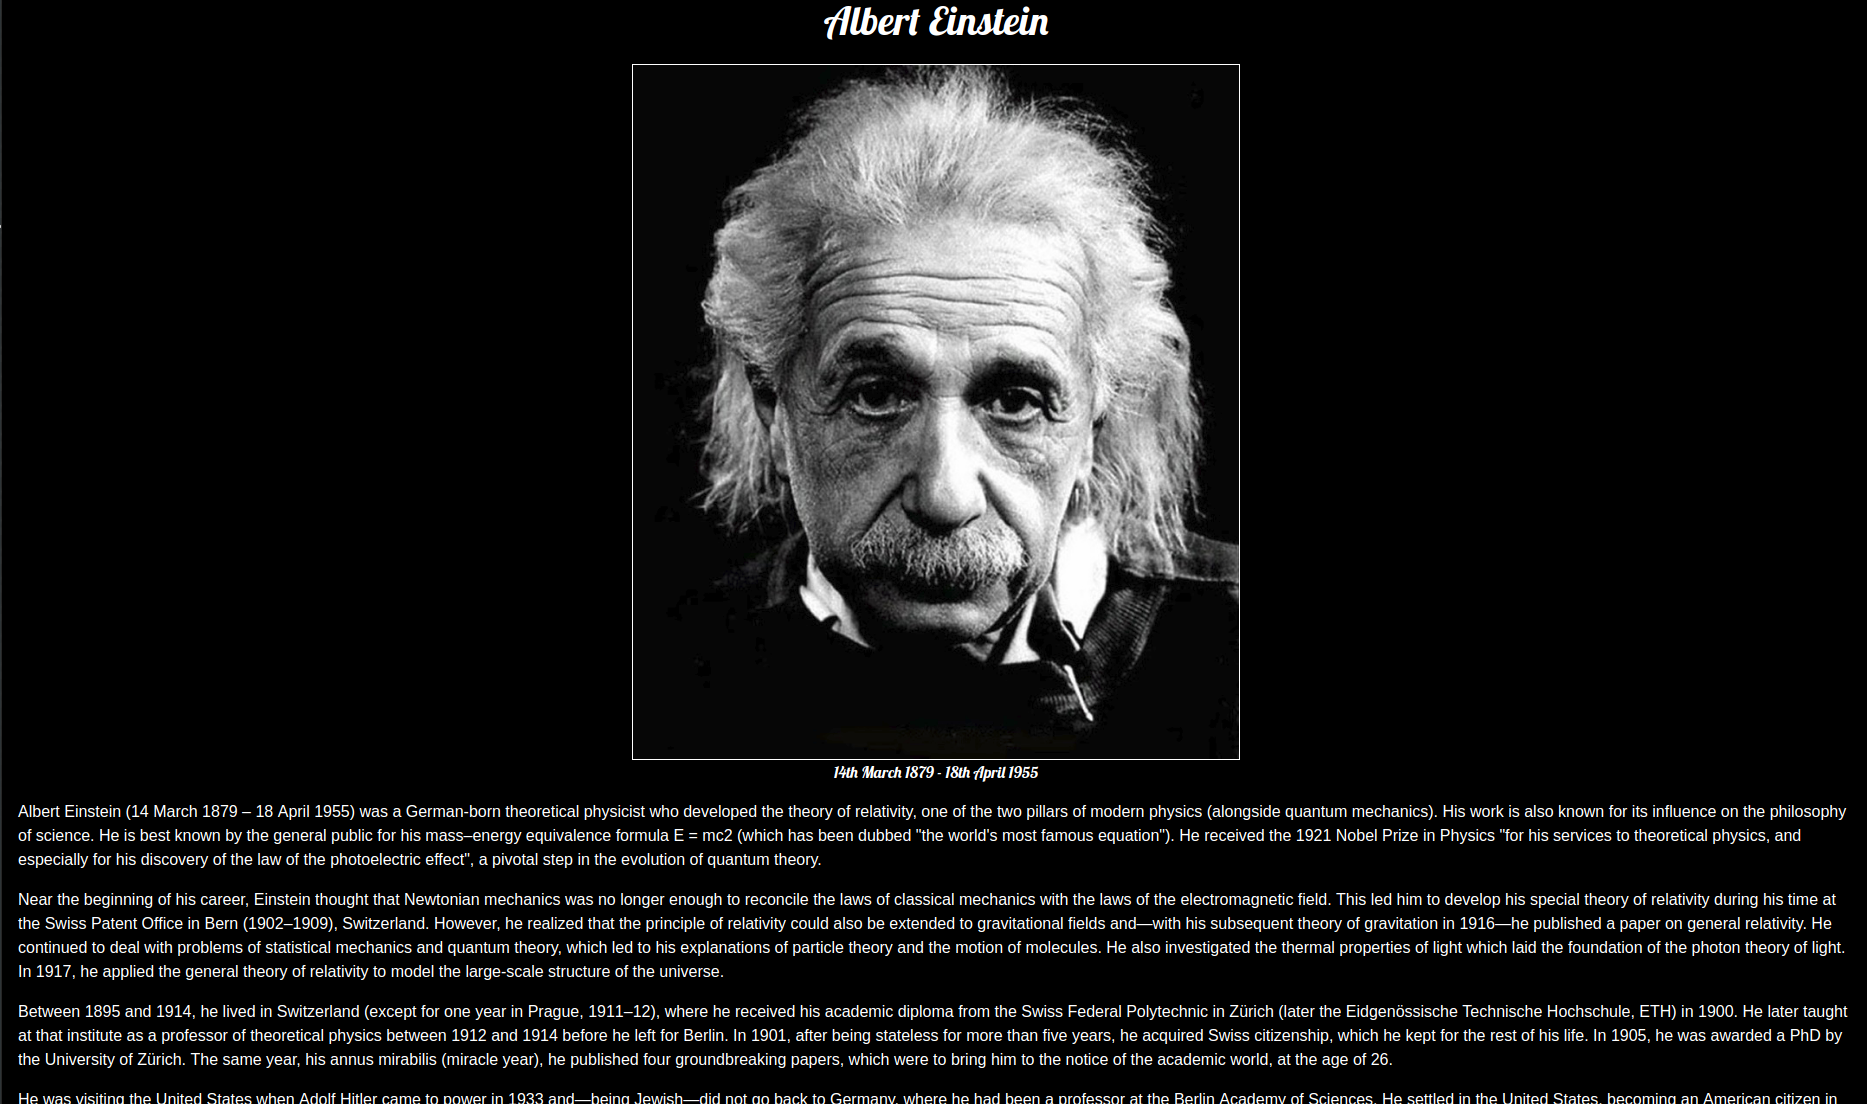 Albert Einstein
14th March 1879 - 18th April 1955
Albert Einstein (14 March 1879 – 18 April 1955) was a German-born theoretical physicist who developed the theory of relativity, one of the two pillars of modern physics (alongside quantum mechanics). His work is also known for its influence on the philosophy
of science. He is best known by the general public for his mass–energy equivalence formula E = mc2 (which has been dubbed "the world's most famous equation"). He received the 1921 Nobel Prize in Physics "for his services to theoretical physics, and
especially for his discovery of the law of the photoelectric effect", a pivotal step in the evolution of quantum theory.
Near the beginning of his career, Einstein thought that Newtonian mechanics was no longer enough to reconcile the laws of classical mechanics with the laws of the electromagnetic field. This led him to develop his special theory of relativity during his time at
the Swiss Patent Office in Bern (1902–1909), Switzerland. However, he realized that the principle of relativity could also be extended to gravitational fields and—with his subsequent theory of gravitation in 1916—he published a paper on general relativity. He
continued to deal with problems of statistical mechanics and quantum theory, which led to his explanations of particle theory and the motion of molecules. He also investigated the thermal properties of light which laid the foundation of the photon theory of light.
In 1917, he applied the general theory of relativity to model the large-scale structure of the universe.
Between 1895 and 1914, he lived in Switzerland (except for one year in Prague, 1911–12), where he received his academic diploma from the Swiss Federal Polytechnic in Zürich (later the Eidgenössische Technische Hochschule, ETH) in 1900. He later taught
at that institute as a professor of theoretical physics between 1912 and 1914 before he left for Berlin. In 1901, after being stateless for more than five years, he acquired Swiss citizenship, which he kept for the rest of his life. In 1905, he was awarded a PhD by
the University of Zürich. The same year, his annus mirabilis (miracle year), he published four groundbreaking papers, which were to bring him to the notice of the academic world, at the age of 26.
He was visiting the United States when Adolf Hitler came to power in 1933 and—being Jewish—did not go back to Germany, where he had been a professor at the Berlin Academy of Sciences. He settled in the United States, becoming an American citizen in